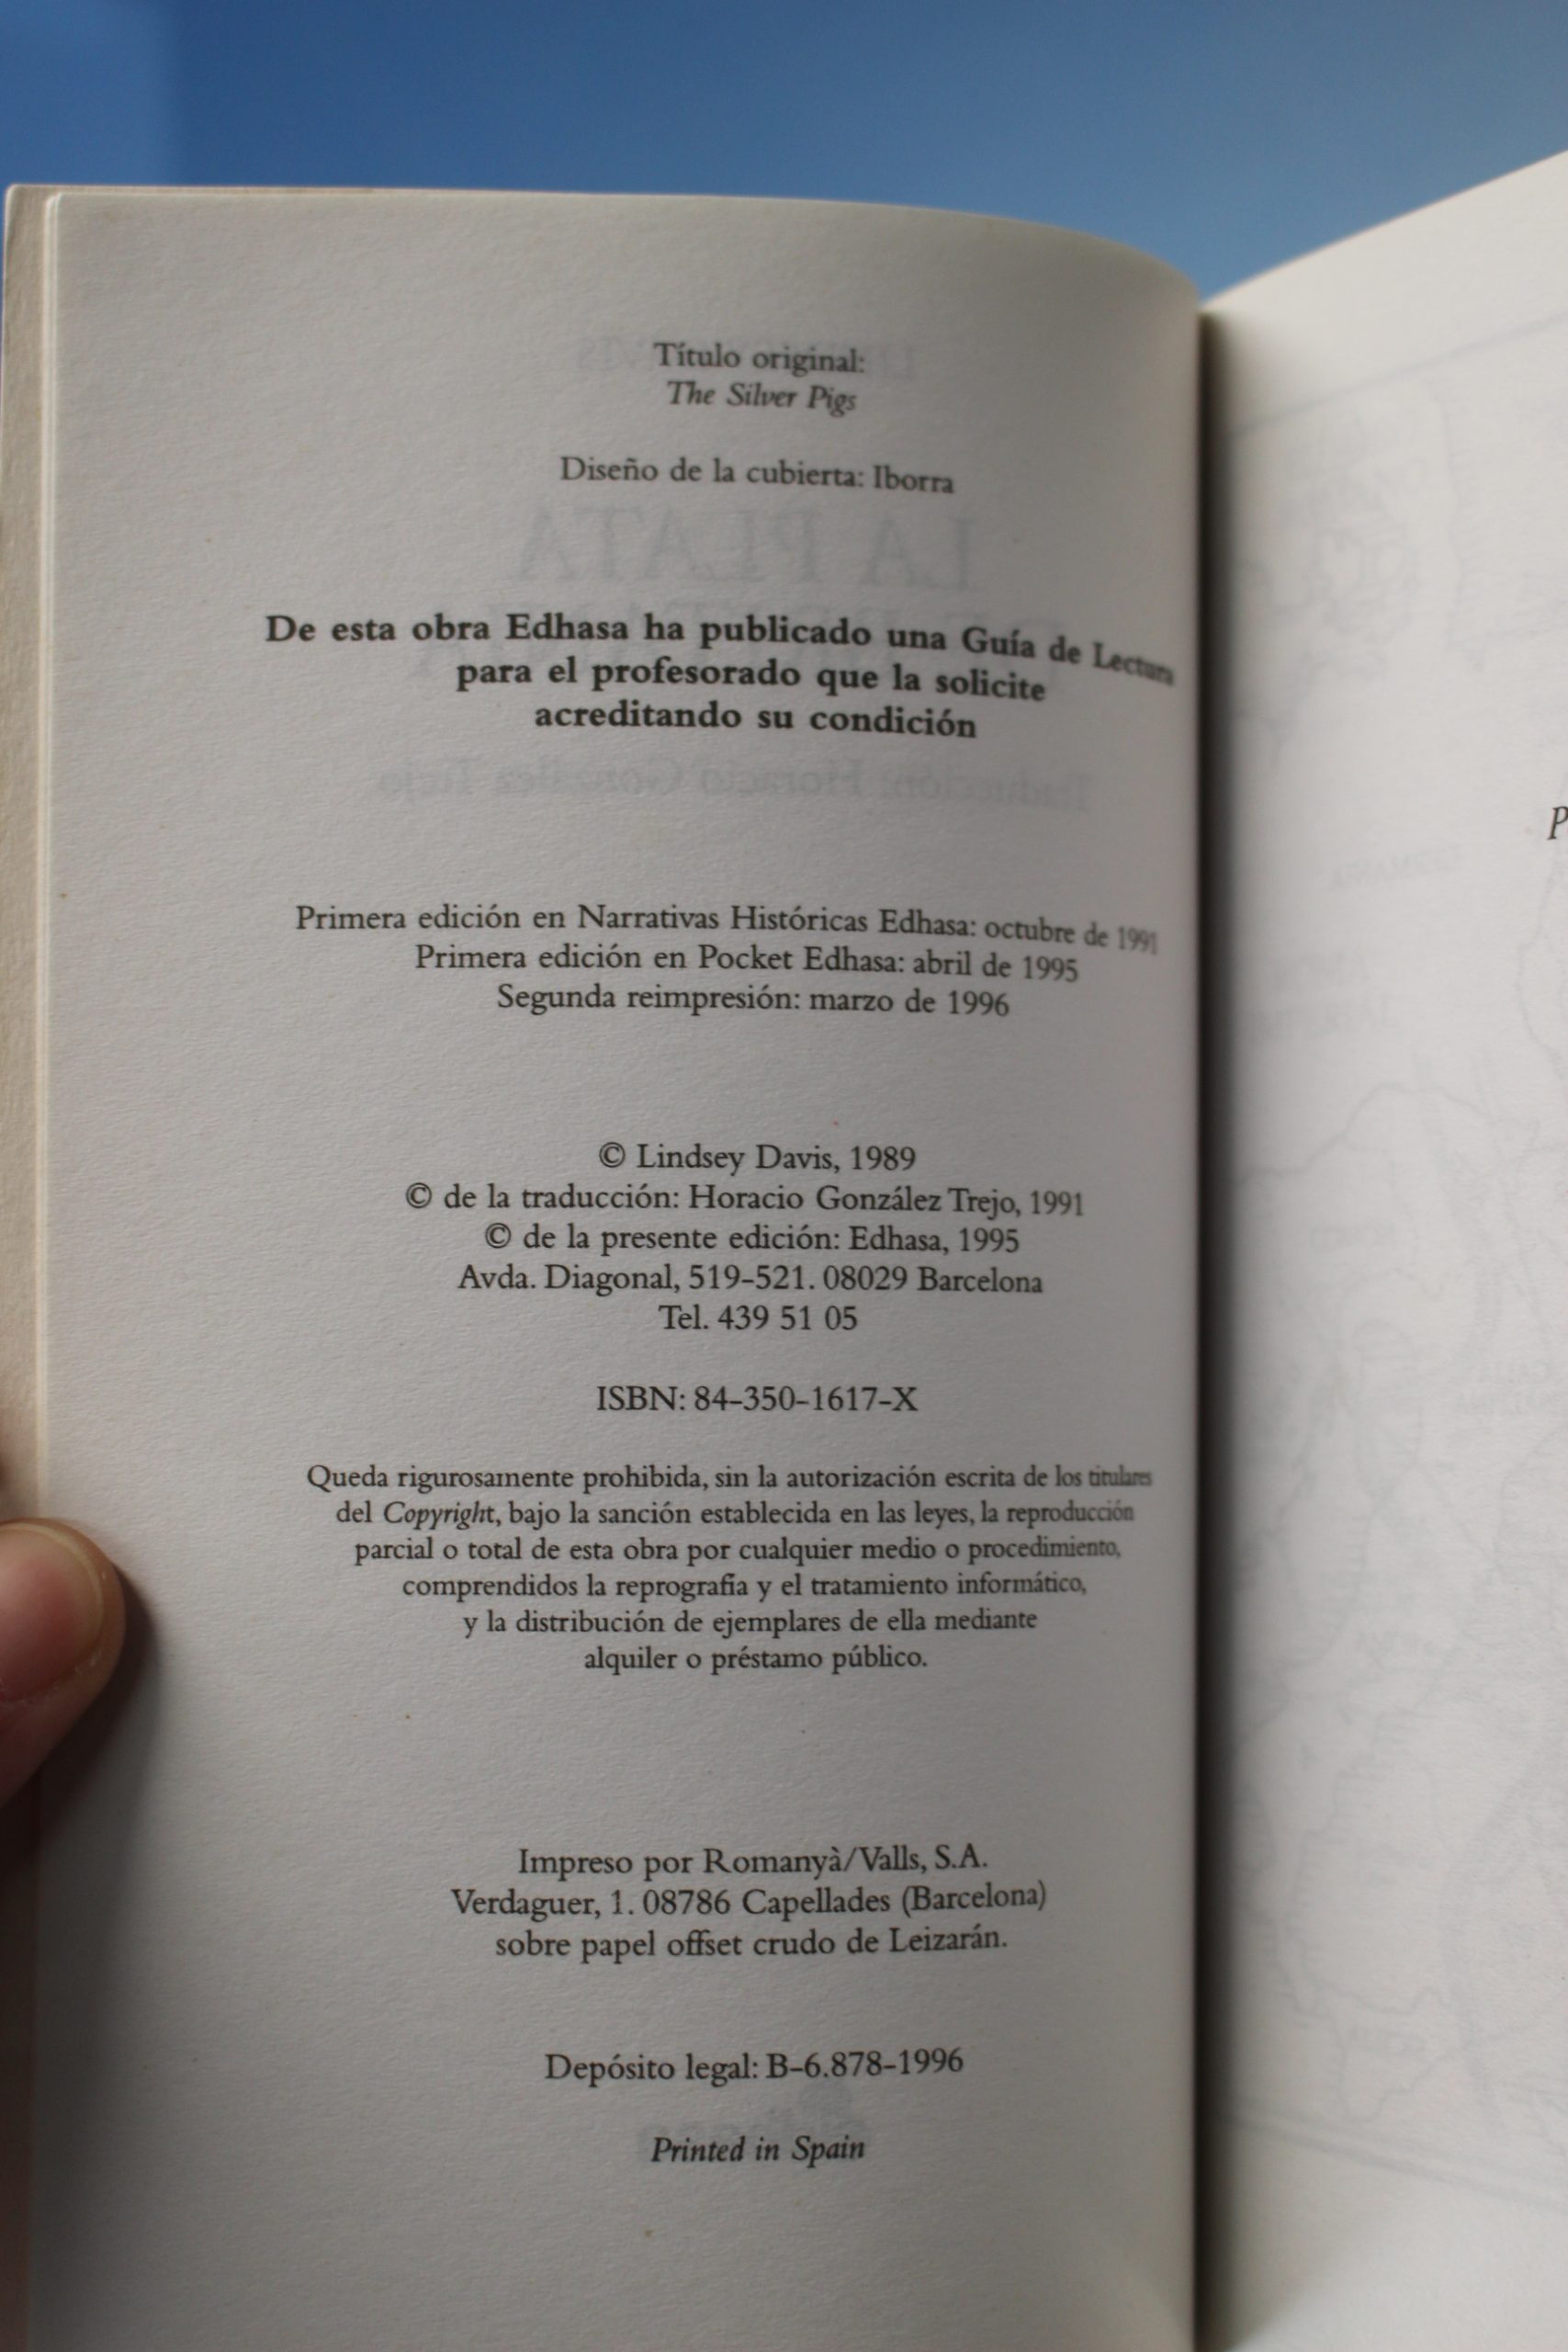 Título original:
The Silver Pigs
Diseño de la cubierta: Iborra
De esta obra Edhasa ha publicado una Guía de Lectura
para el profesorado que la solicite
acreditando su condición
Primera edición en Narrativas Históricas Edhasa: octubre de 1991
Primera edición en Pocket Edhasa: abril de 1995
Segunda reimpresión: marzo de 1996
© Lindsey Davis, 1989
© de la traducción: Horacio González Trejo, 1991
© de la presente edición: Edhasa, 1995
Avda. Diagonal, 519-521. 08029 Barcelona
Tel. 439 51 05
ISBN: 84-350-1617-X
Queda rigurosamente prohibida, sin la autorización escrita de los titulares
del Copyright, bajo la sanción establecida en las leyes, la reproducción
parcial o total de esta obra por cualquier medio o procedimiento,
comprendidos la reprografía y el tratamiento informático,
y la distribución de ejemplares de ella mediante
alquiler o préstamo público.
Impreso por Romanyà/Valls, S.A.
Verdaguer, 1. 08786 Capellades (Barcelona)
sobre papel offset crudo de Leizarán.
Depósito legal: B-6.878-1996
Printed in Spain
P